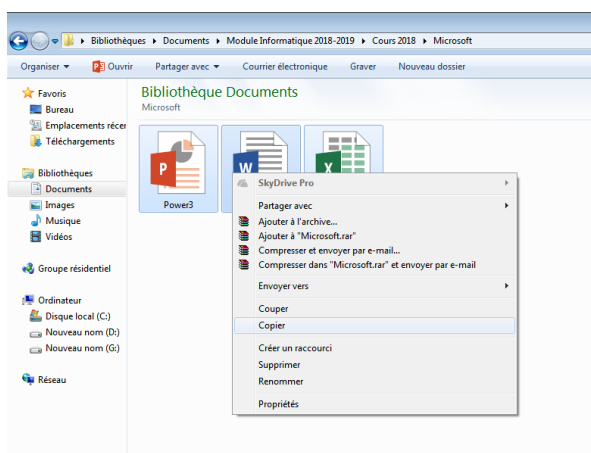 Bibliothèques ▸ Documents ▸ Module Informatique 2018-2019 ▸ Cours 2018 ▸ Microsoft
Organiser Ouvrir Partager avec Courrier électronique Graver Nouveau dossier
Favoris
Bureau
Emplacements récer
Téléchargements
Bibliothèques
Documents
Images
Musique
Vidéos
Groupe résidentiel
Ordinateur
Disque local (C:)
Nouveau nom (D:)
Nouveau nom (G:)
Réseau
Bibliothèque Documents
Microsoft
P
W
X
Power3
SkyDrive Pro
Partager avec
Ajouter à l'archive...
Ajouter à "Microsoft.rar"
Compresser et envoyer par e-mail...
Compresser dans "Microsoft.rar" et envoyer par e-mail
Envoyer vers
Couper
Copier
Créer un raccourci
Supprimer
Renommer
Propriétés